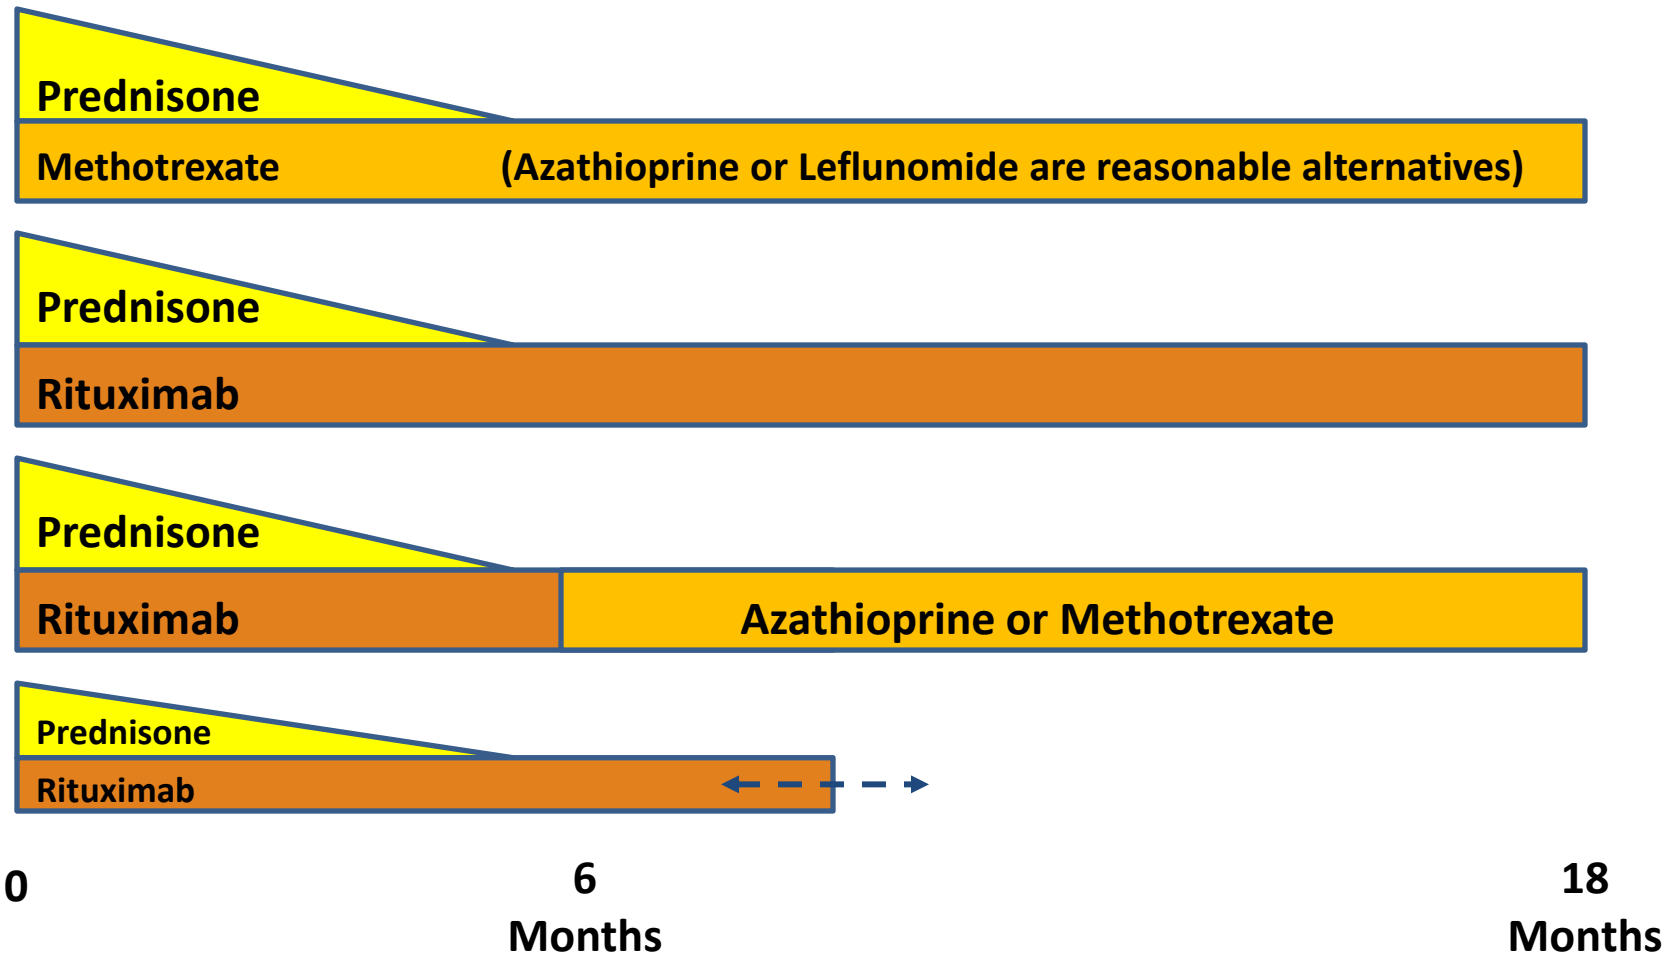 Prednisone
Methotrexate (Azathioprine or Leflunomide are reasonable alternatives)
Prednisone
Rituximab
Prednisone
Rituximab Azathioprine or Methotrexate
Prednisone
Rituximab
0 6 18
Months Months